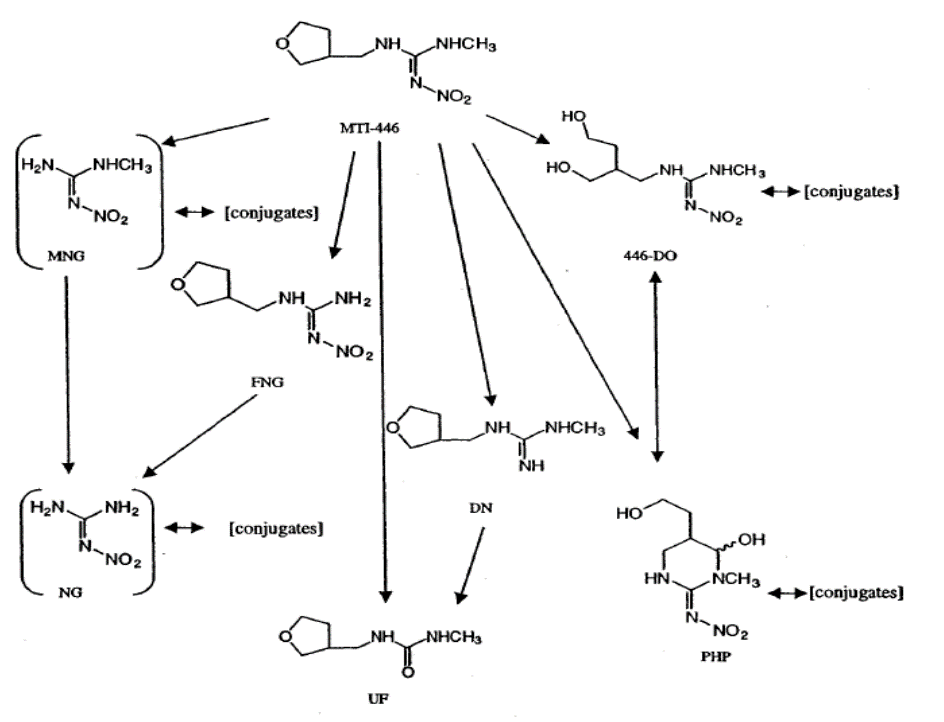 O
NH
NHCH3
N
NO2
MTI-446
H2N
NHCH3
N
NO2
MNG
[conjugates]
HO
HO
NH
NHCH3
N
NO2
[conjugates]
446-DO
O
NH
NH2
N
NO2
FNG
O
NH
NHCH3
NH
DN
H2N
NH2
N
NO2
NG
[conjugates]
HO
OH
HN
NCH3
N
NO2
PHP
[conjugates]
O
NH
NHCH3
O
UF